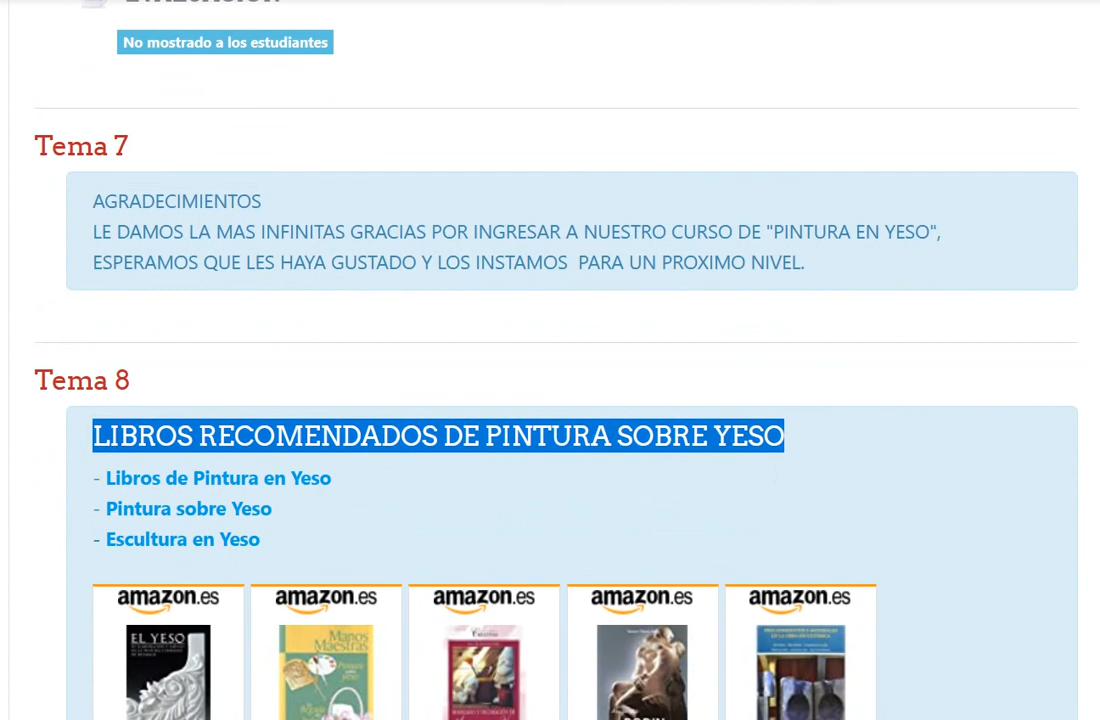 No mostrado a los estudiantes
Tema 7
AGRADECIMIENTOS
LE DAMOS LA MAS INFINITAS GRACIAS POR INGRESAR A NUESTRO CURSO DE "PINTURA EN YESO",
ESPERAMOS QUE LES HAYA GUSTADO Y LOS INSTAMOS PARA UN PROXIMO NIVEL.
Tema 8
LIBROS RECOMENDADOS DE PINTURA SOBRE YESO
- Libros de Pintura en Yeso
- Pintura sobre Yeso
- Escultura en Yeso
amazon.es amazon.es amazon.es amazon.es amazon.es
EL YESO
Manos
Maestras